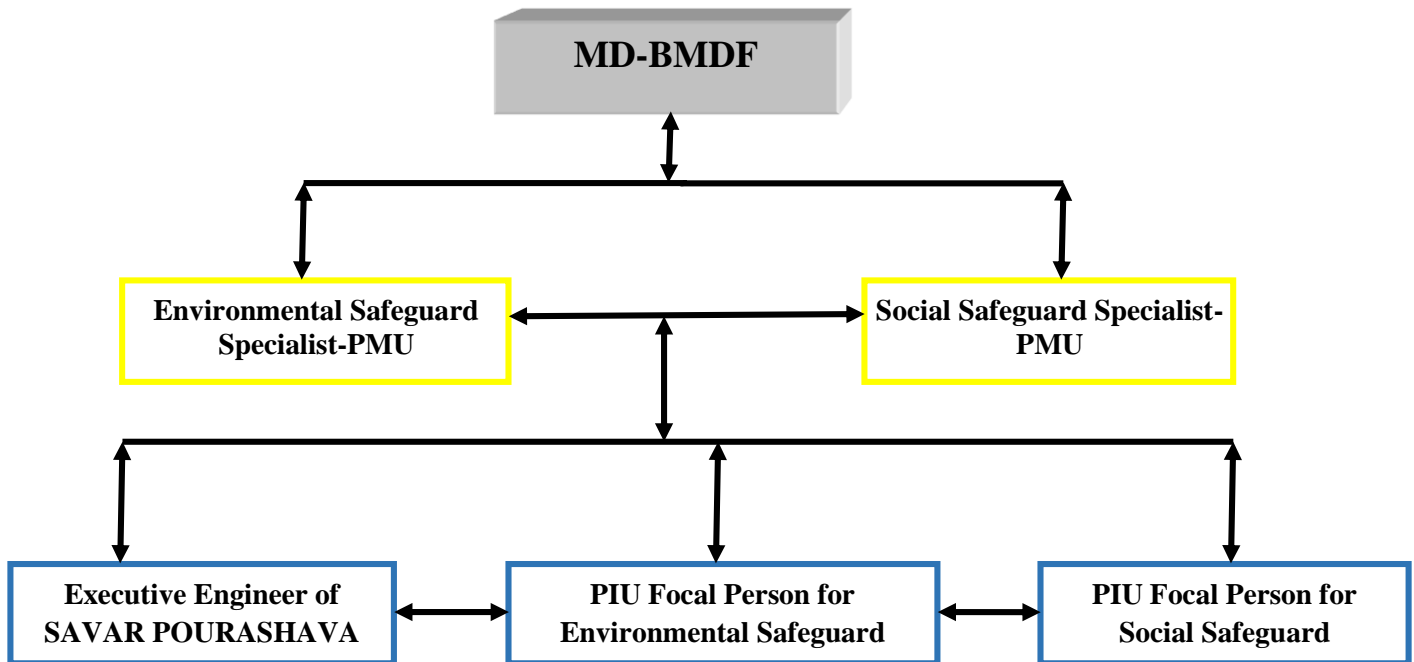 MD-BMDF
Environmental Safeguard
Specialist-PMU
Social Safeguard Specialist-
PMU
Executive Engineer of
SAVAR POURASHAVA
PIU Focal Person for
Environmental Safeguard
PIU Focal Person for
Social Safeguard